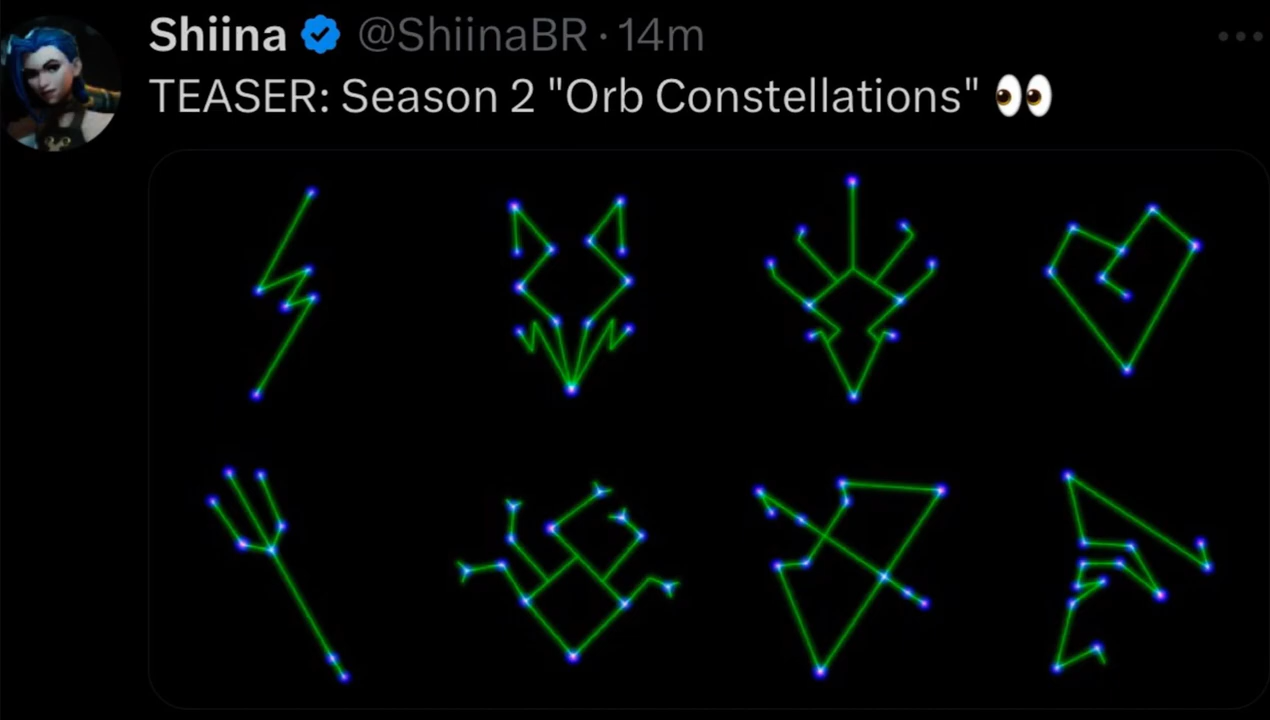 Shiina @ShiinaBR · 14m
TEASER: Season 2 "Orb Constellations" 👀